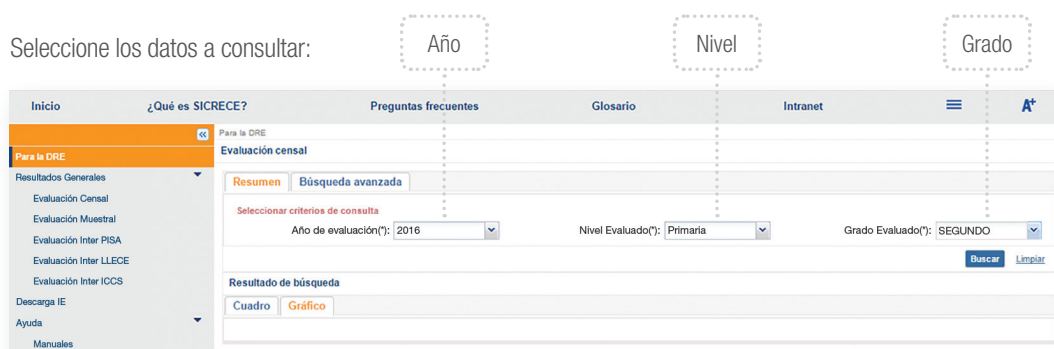 Seleccione los datos a consultar:
Año
Nivel
Grado
Inicio
¿Qué es SICRECE?
Preguntas frecuentes
Glosario
Intranet
A+
Para la DRE
Resultados Generales
Evaluación Censal
Evaluación Muestral
Evaluación Inter PISA
Evaluación Inter LLECE
Evaluación Inter ICCS
Descarga IE
Ayuda
Manuales
Para la DRE
Evaluación censal
Resumen
Búsqueda avanzada
Seleccionar criterios de consulta
Año de evaluación(*): 2016
Nivel Evaluado(*): Primaria
Grado Evaluado(*): SEGUNDO
Buscar
Limpiar
Resultado de búsqueda
Cuadro
Gráfico